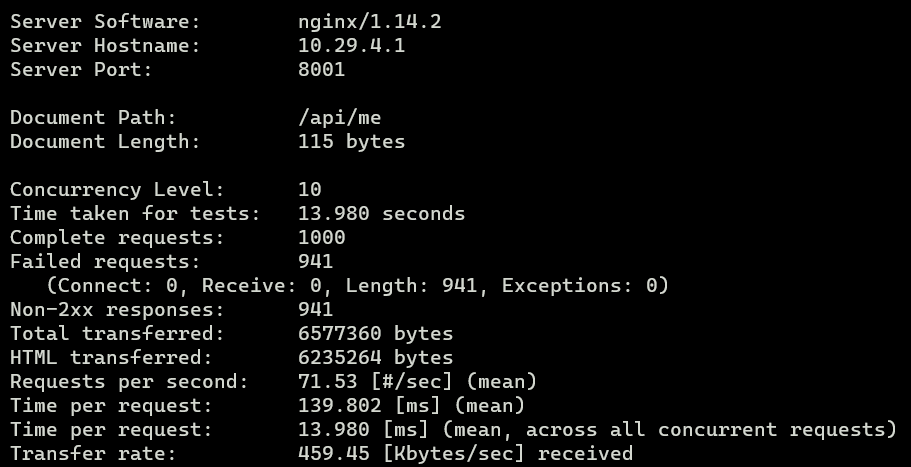 Server Software:        nginx/1.14.2
Server Hostname:        10.29.4.1
Server Port:            8001

Document Path:          /api/me
Document Length:        115 bytes

Concurrency Level:      10
Time taken for tests:   13.980 seconds
Complete requests:      1000
Failed requests:        941
   (Connect: 0, Receive: 0, Length: 941, Exceptions: 0)
Non-2xx responses:      941
Total transferred:      6577360 bytes
HTML transferred:       6235264 bytes
Requests per second:    71.53 [#/sec] (mean)
Time per request:       139.802 [ms] (mean)
Time per request:       13.980 [ms] (mean, across all concurrent requests)
Transfer rate:          459.45 [Kbytes/sec] received